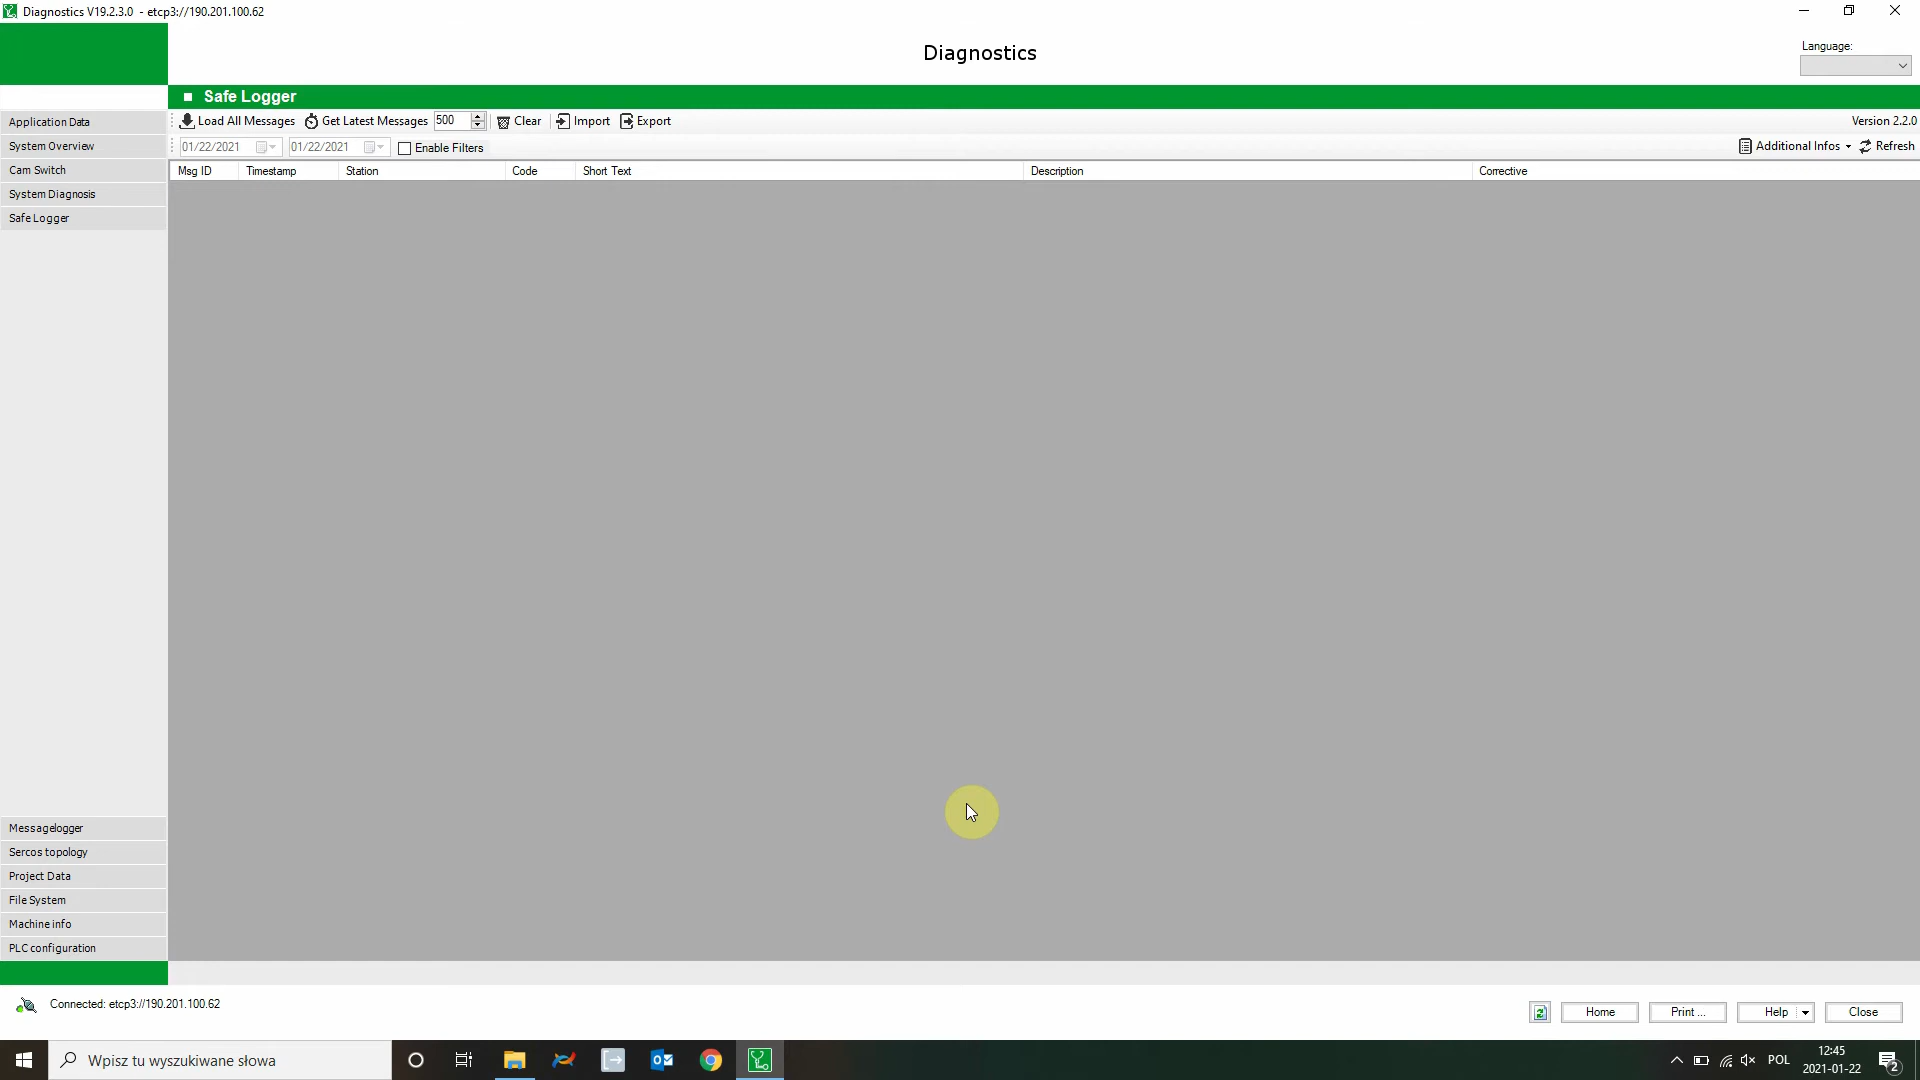 Diagnostics V19.2.3.0 - etcp3://190.201.100.62
Diagnostics
Language:
Safe Logger
Load All Messages Get Latest Messages 500 Clear Import Export Version 2.2.0
01/22/2021 01/22/2021 Enable Filters Additional Infos Refresh
Msg ID Timestamp Station Code Short Text Description Corrective
Application Data
System Overview
Cam Switch
System Diagnosis
Safe Logger
Messagelogger
Sercos topology
Project Data
File System
Machine info
PLC configuration
Connected: etcp3://190.201.100.62
Home Print ... Help Close
Wpisz tu wyszukiwane słowa
POL
12:45
2021-01-22
2